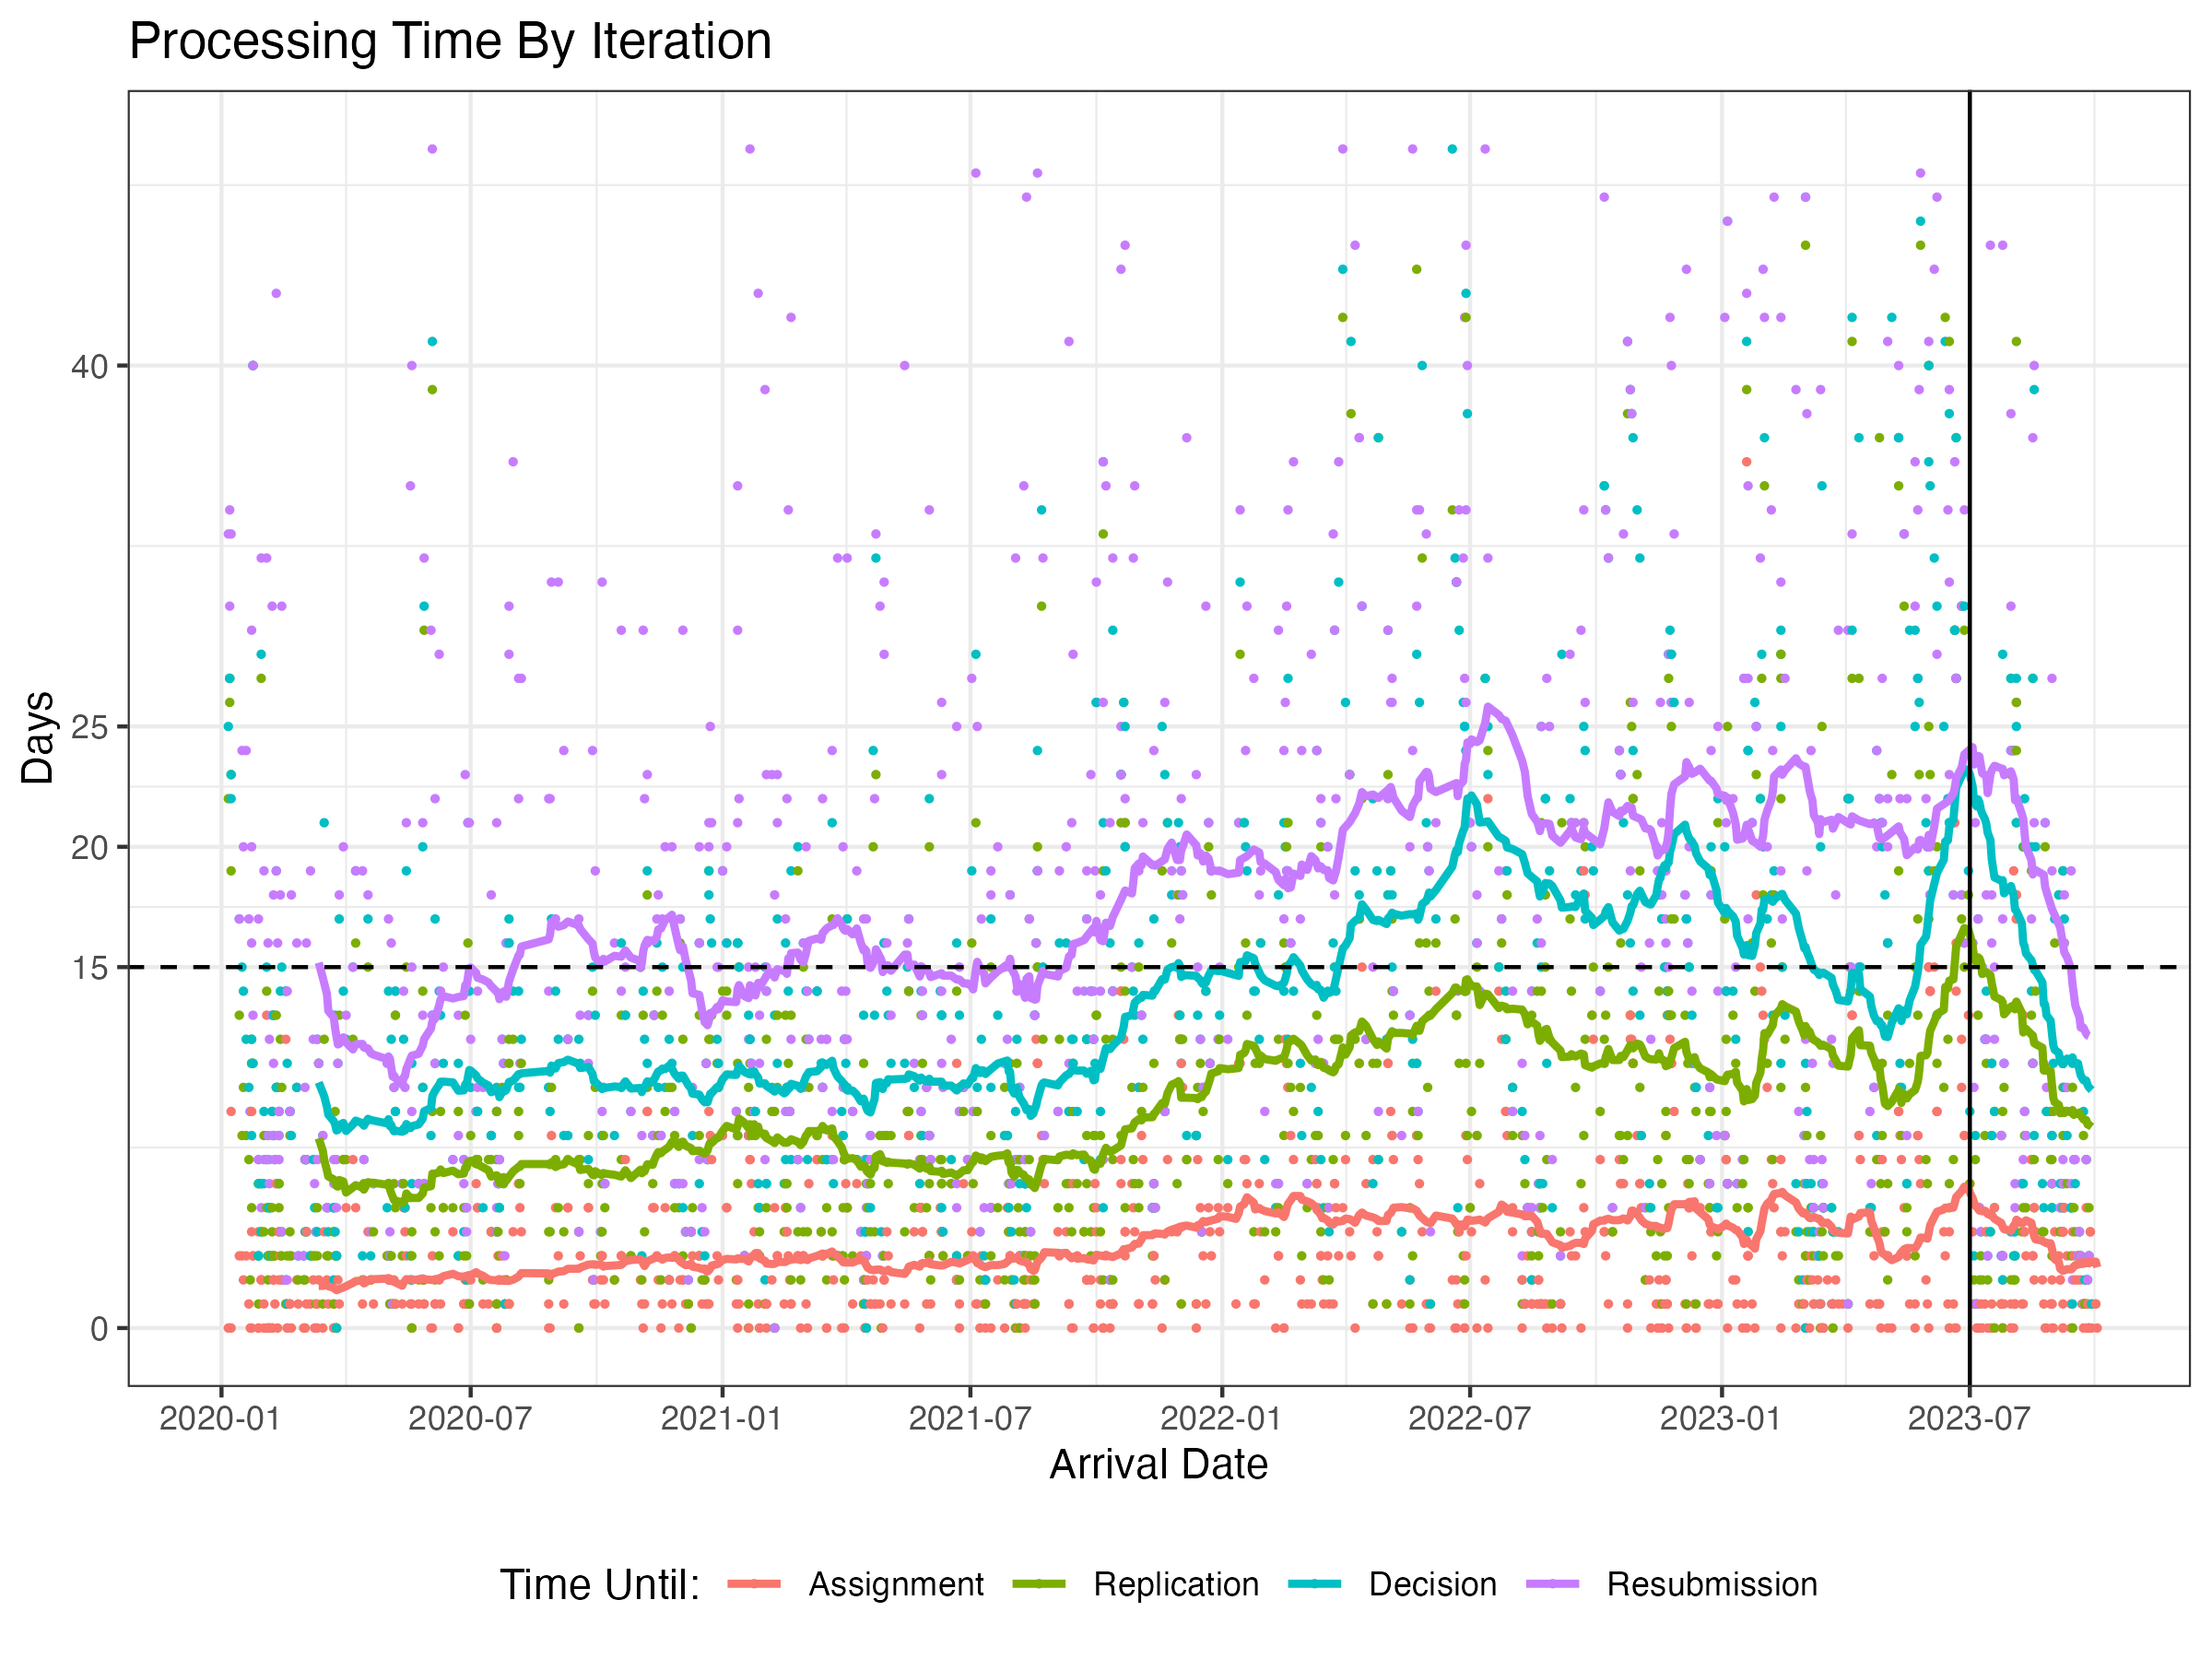 Processing Time By Iteration
Days
40
25
20
15
0
2020-01 2020-07 2021-01 2021-07 2022-01 2022-07 2023-01 2023-07
Arrival Date
Time Until: Assignment Replication Decision Resubmission